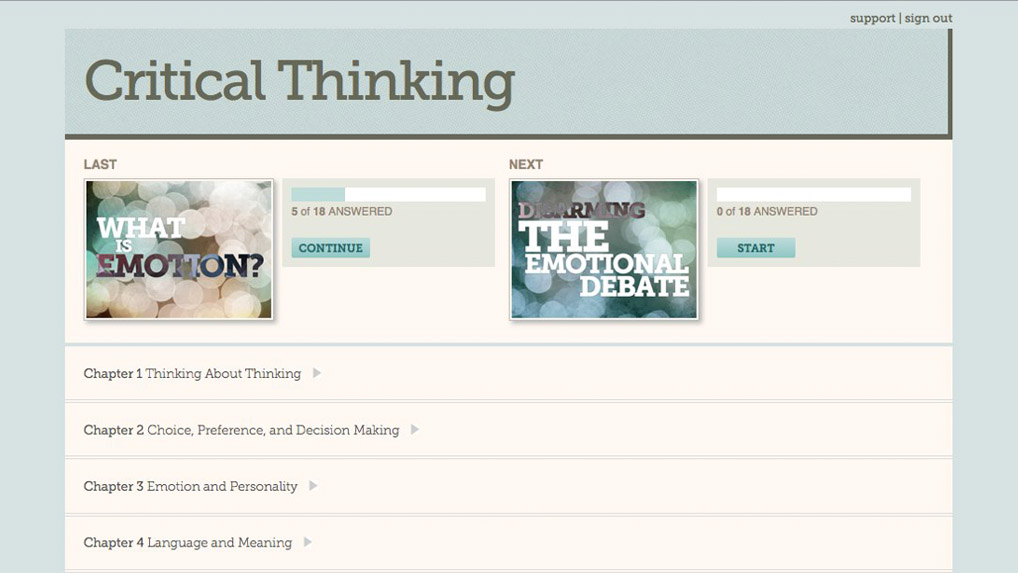 support | sign out
Critical Thinking
LAST
WHAT
IS
EMOTION?
5 of 18 ANSWERED
CONTINUE
NEXT
DISARMING
THE
EMOTIONAL
DEBATE
0 of 18 ANSWERED
START
Chapter 1 Thinking About Thinking
Chapter 2 Choice, Preference, and Decision Making
Chapter 3 Emotion and Personality
Chapter 4 Language and Meaning